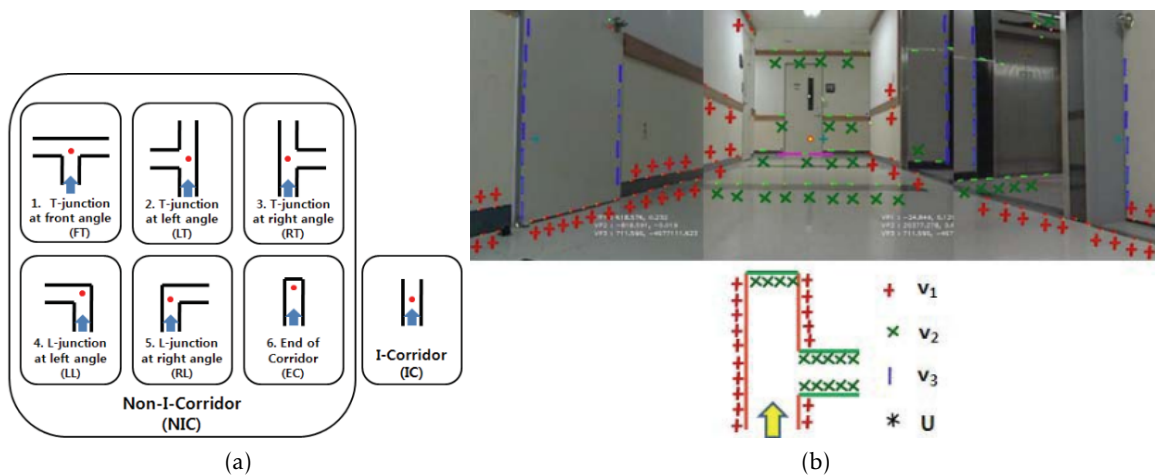 1. T-junction
at front angle
(FT)
2. T-junction
at left angle
(LT)
3. T-junction
at right angle
(RT)
4. L-junction
at left angle
(LL)
5. L-junction
at right angle
(RL)
6. End of
Corridor
(EC)
I-Corridor
(IC)
Non-I-Corridor
(NIC)
(a)
v₁
v₂
v₃
U
(b)